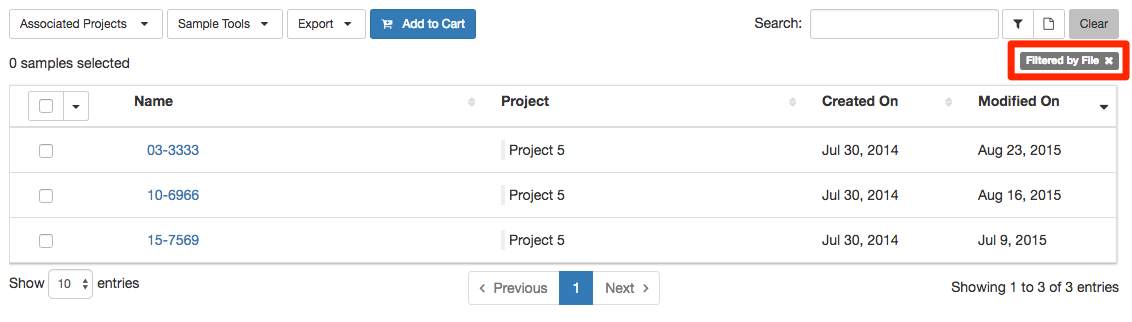 Associated Projects Sample Tools Export Add to Cart Search: Clear
0 samples selected Filtered by File ×
Name Project Created On Modified On
03-3333 Project 5 Jul 30, 2014 Aug 23, 2015
10-6966 Project 5 Jul 30, 2014 Aug 16, 2015
15-7569 Project 5 Jul 30, 2014 Jul 9, 2015
Show 10 entries Previous 1 Next Showing 1 to 3 of 3 entries